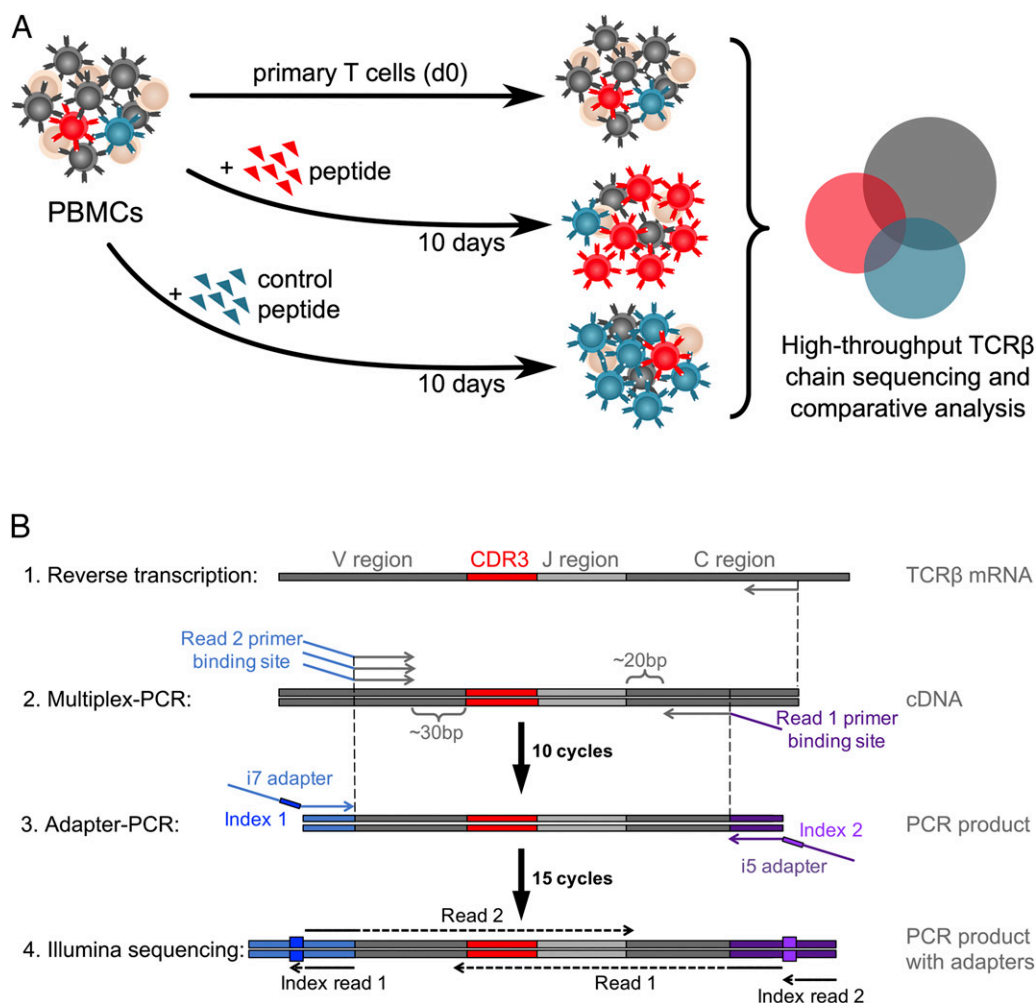 A
primary T cells (d0)
+
peptide
PBMCs
10 days
+
control
peptide
10 days
High-throughput TCRβ
chain sequencing and
comparative analysis
B
V region
CDR3
J region
C region
1. Reverse transcription:
TCRβ mRNA
Read 2 primer
binding site
~20bp
2. Multiplex-PCR:
cDNA
~30bp
Read 1 primer
binding site
10 cycles
i7 adapter
Index 1
3. Adapter-PCR:
PCR product
Index 2
i5 adapter
15 cycles
Read 2
4. Illumina sequencing:
PCR product
with adapters
Index read 1
Read 1
Index read 2